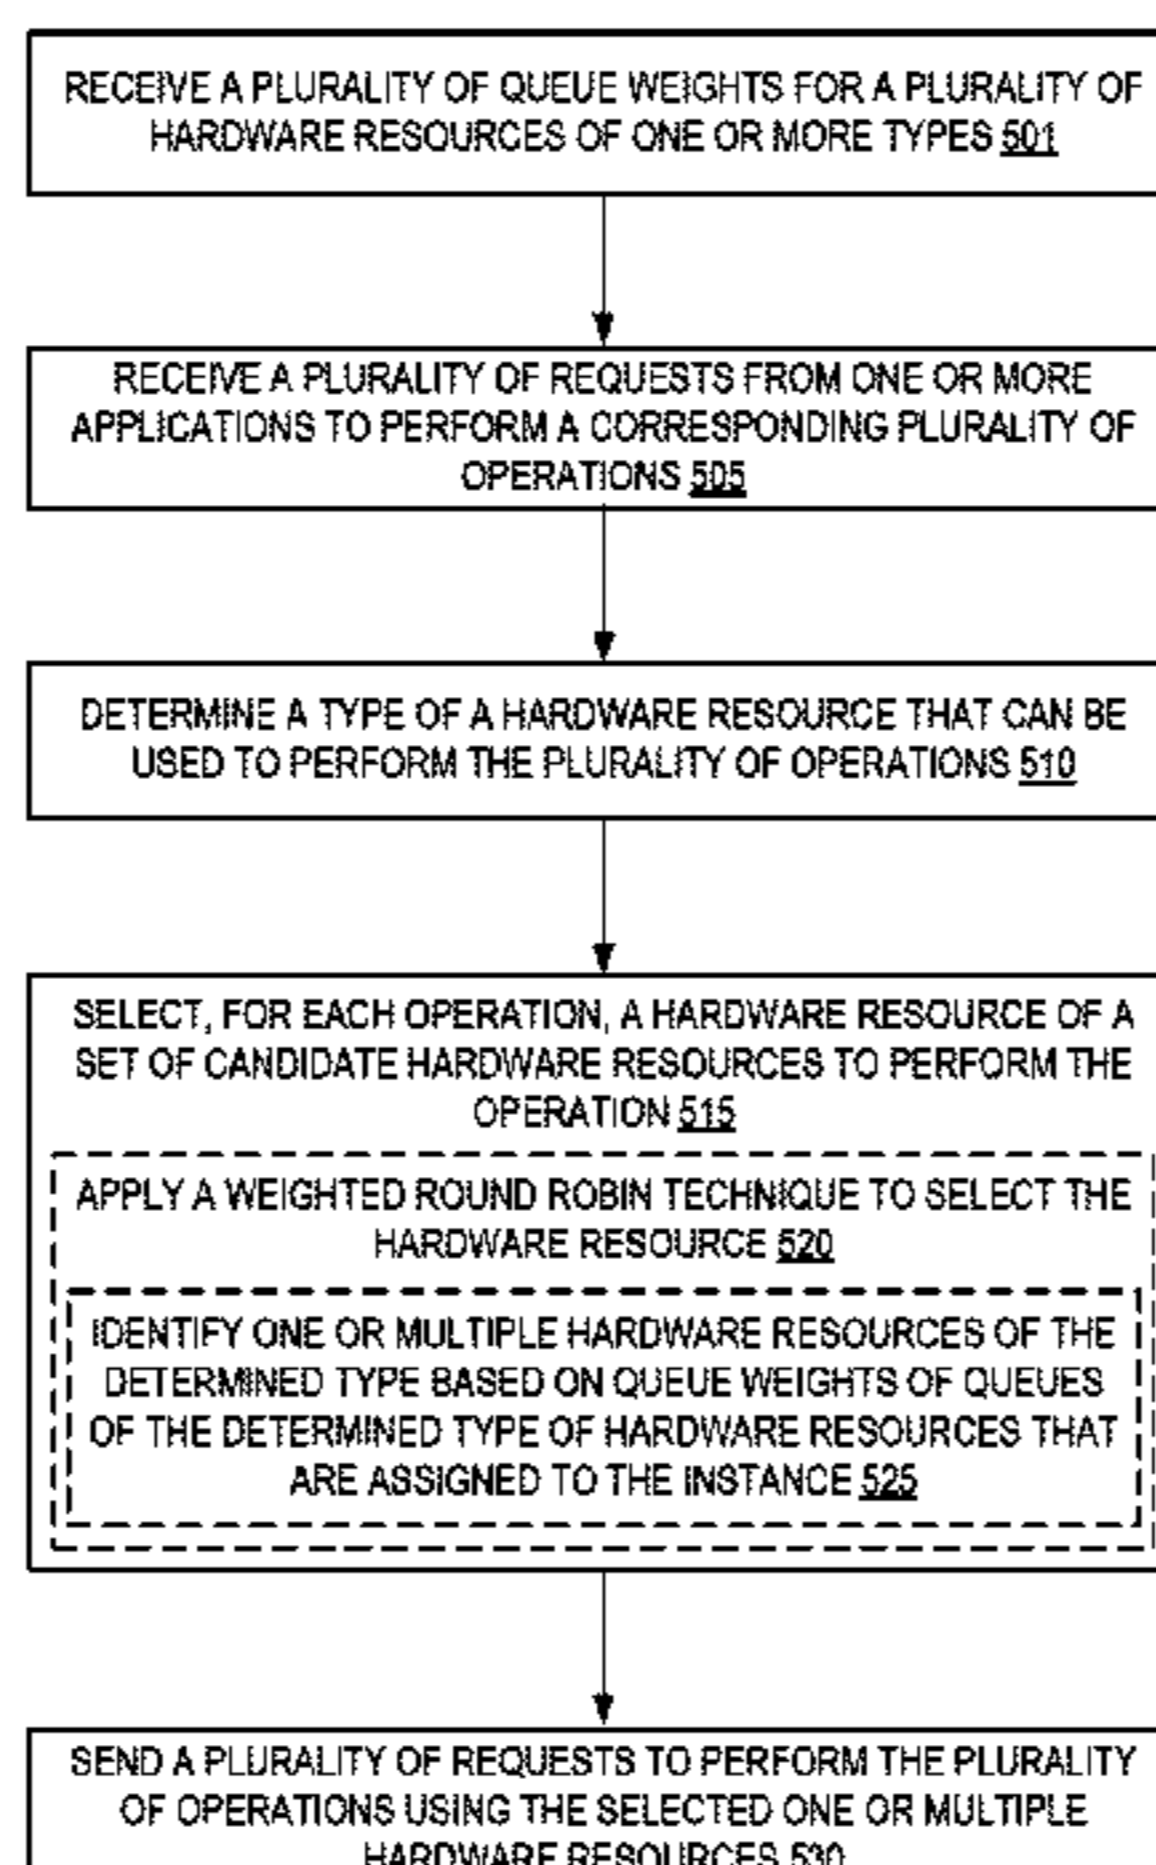 RECEIVE A PLURALITY OF QUEUE WEIGHTS FOR A PLURALITY OF
HARDWARE RESOURCES OF ONE OR MORE TYPES 501
RECEIVE A PLURALITY OF REQUESTS FROM ONE OR MORE
APPLICATIONS TO PERFORM A CORRESPONDING PLURALITY OF
OPERATIONS 505
DETERMINE A TYPE OF A HARDWARE RESOURCE THAT CAN BE
USED TO PERFORM THE PLURALITY OF OPERATIONS 510
SELECT, FOR EACH OPERATION, A HARDWARE RESOURCE OF A
SET OF CANDIDATE HARDWARE RESOURCES TO PERFORM THE
OPERATION 515
APPLY A WEIGHTED ROUND ROBIN TECHNIQUE TO SELECT THE
HARDWARE RESOURCE 520
IDENTIFY ONE OR MULTIPLE HARDWARE RESOURCES OF THE
DETERMINED TYPE BASED ON QUEUE WEIGHTS OF QUEUES
OF THE DETERMINED TYPE OF HARDWARE RESOURCES THAT
ARE ASSIGNED TO THE INSTANCE 525
SEND A PLURALITY OF REQUESTS TO PERFORM THE PLURALITY
OF OPERATIONS USING THE SELECTED ONE OR MULTIPLE
HARDWARE RESOURCES 530